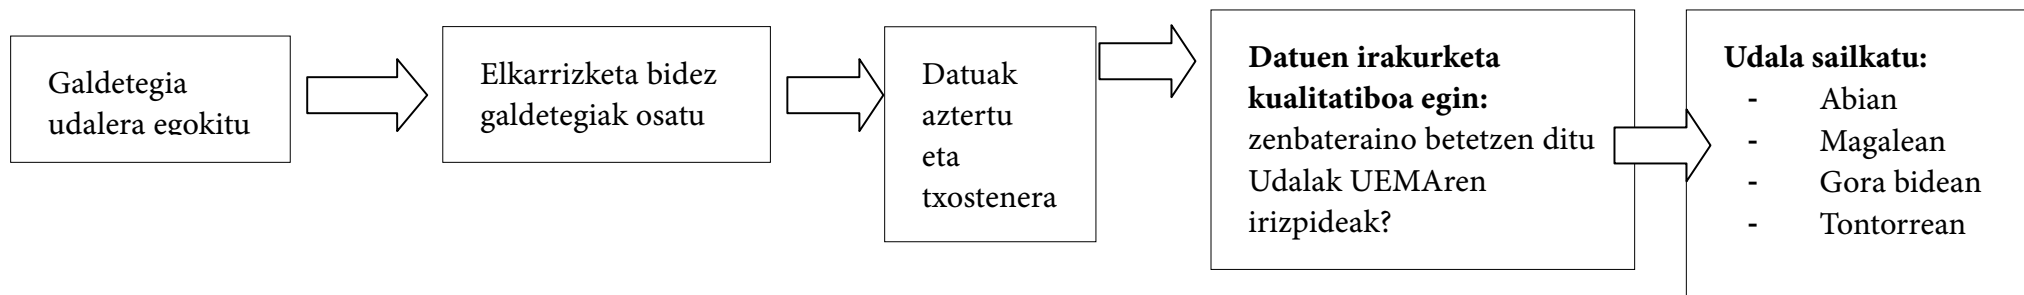 Galdetegia
udalera egokitu
Elkarrizketa bidez
galdetegiak osatu
Datuak
aztertu
eta
txostenera
Datuen irakurketa
kualitatiboa egin:
zenbateraino betetzen ditu
Udalak UEMAren
irizpideak?
Udala sailkatu:
- Abian
- Magalean
- Gora bidean
- Tontorrean